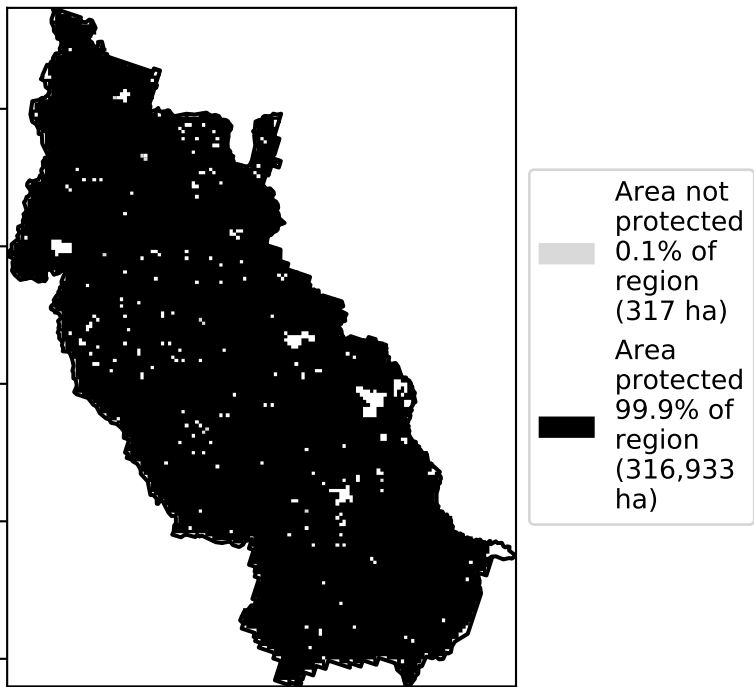 Area not
protected
0.1% of
region
(317 ha)
Area
protected
99.9% of
region
(316,933
ha)